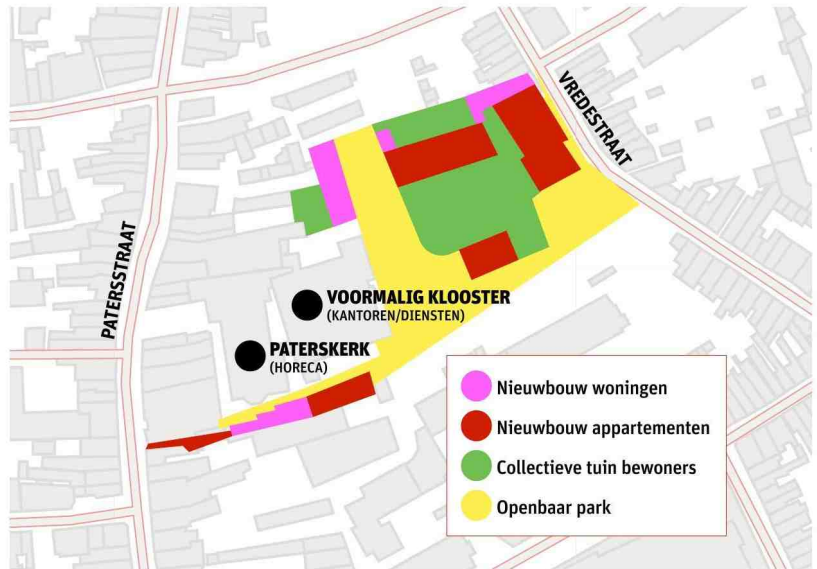 VREDESTRAAT
PATERSSTRAAT
VOORMALIG KLOOSTER
(KANTOREN/DIENSTEN)
PATERSKERK
(HORECA)
Nieuwbouw woningen
Nieuwbouw appartementen
Collectieve tuin bewoners
Openbaar park